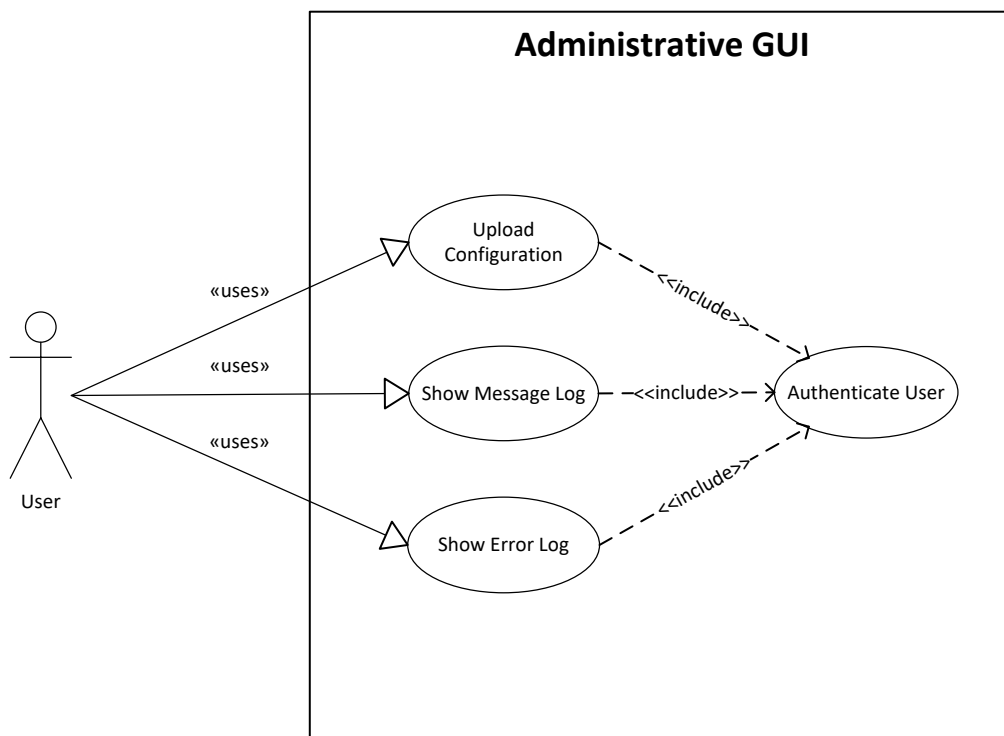 Administrative GUI
Upload
Configuration
«uses»
<<include>>
«uses»
Show Message Log
<<include>>
Authenticate User
«uses»
<<include>>
User
Show Error Log